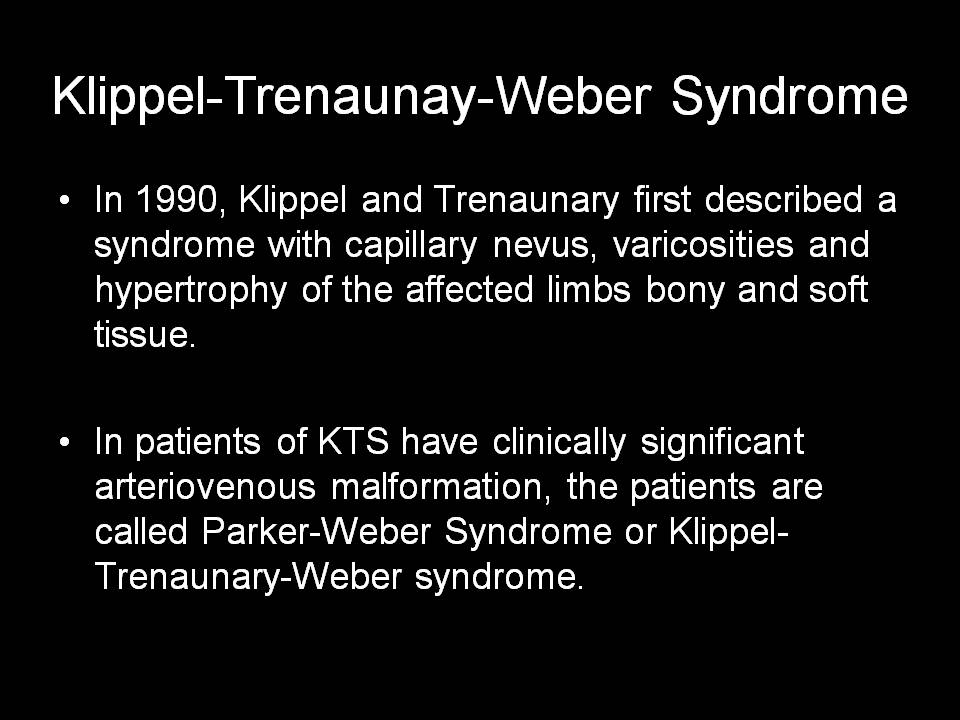 Klippel-Trenaunay-Weber Syndrome
• In 1990, Klippel and Trenaunary first described a
syndrome with capillary nevus, varicosities and
hypertrophy of the affected limbs bony and soft
tissue.
• In patients of KTS have clinically significant
arteriovenous malformation, the patients are
called Parker-Weber Syndrome or Klippel-
Trenaunary-Weber syndrome.